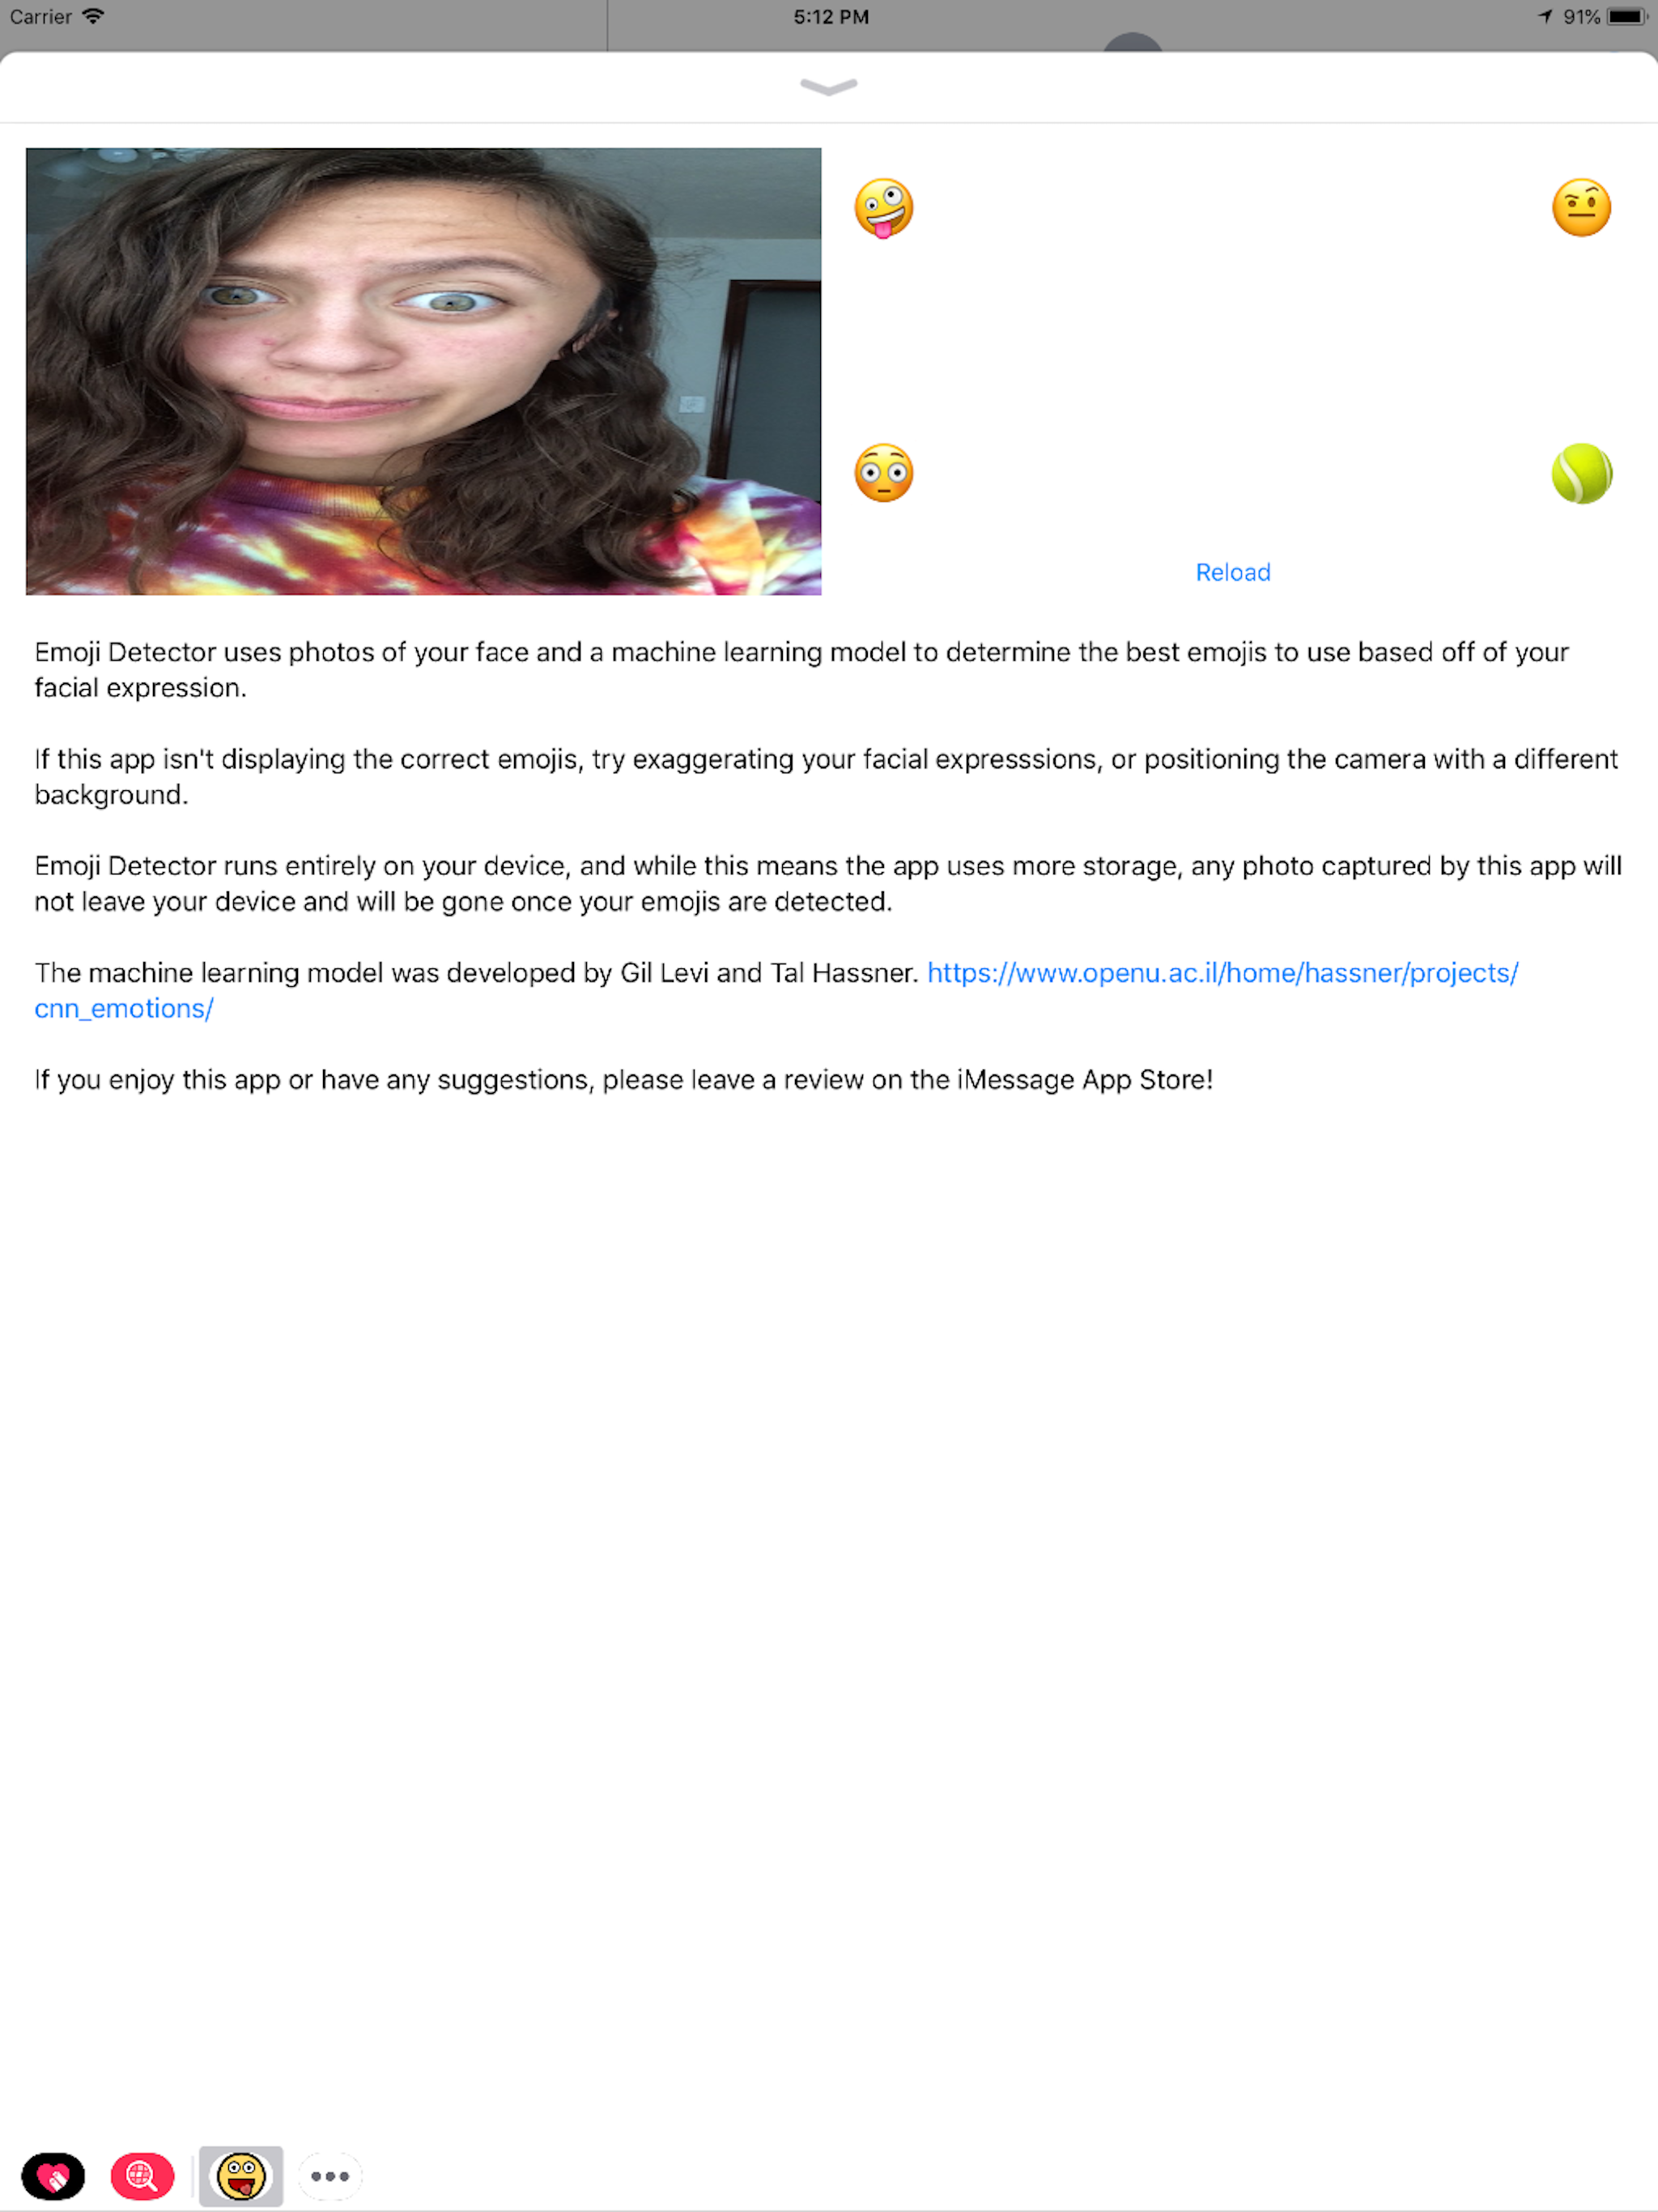 Carrier 5:12 PM 91%
Reload
Emoji Detector uses photos of your face and a machine learning model to determine the best emojis to use based off of your
facial expression.
If this app isn't displaying the correct emojis, try exaggerating your facial expresssions, or positioning the camera with a different
background.
Emoji Detector runs entirely on your device, and while this means the app uses more storage, any photo captured by this app will
not leave your device and will be gone once your emojis are detected.
The machine learning model was developed by Gil Levi and Tal Hassner. https://www.openu.ac.il/home/hassner/projects/
cnn_emotions/
If you enjoy this app or have any suggestions, please leave a review on the iMessage App Store!